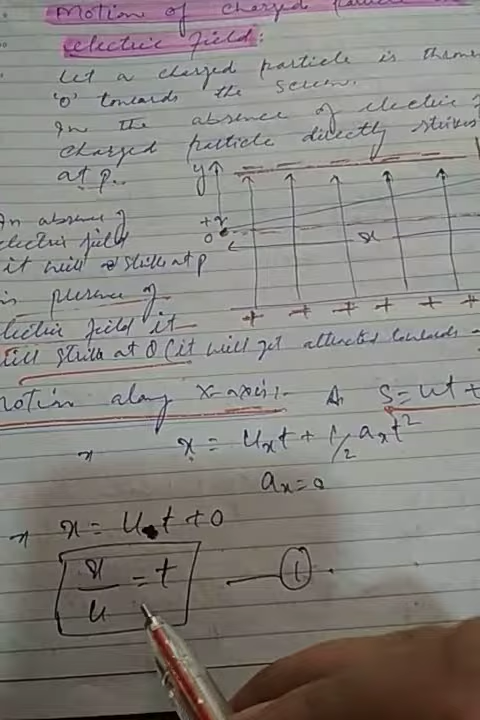 Motion of charged particle in
electric field:
Let a charged particle is thrown
'O' towards the screen.
In the absence of electric
charged particle directly strikes
at p.
y
In absence of
electric field
it will strike at p
+q
O
x
in presence of
electric field it
will strike at Q (it will get attracted towards -
+ + + + + +
motion along x-axis:- As S=ut+
x = uxt + 1/2 axt²
ax=0
x = u t + 0
x/u = t — ①.